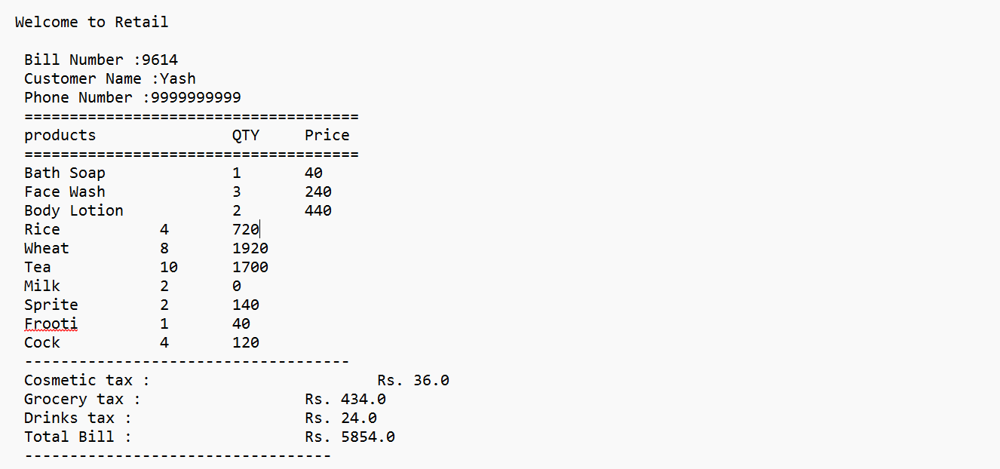 Welcome to Retail
Bill Number :9614
Customer Name :Yash
Phone Number :9999999999
=====================================
products QTY Price
=====================================
Bath Soap 1 40
Face Wash 3 240
Body Lotion 2 440
Rice 4 720
Wheat 8 1920
Tea 10 1700
Milk 2 0
Sprite 2 140
Frooti 1 40
Cock 4 120
------------------------------------
Cosmetic tax : Rs. 36.0
Grocery tax : Rs. 434.0
Drinks tax : Rs. 24.0
Total Bill : Rs. 5854.0
----------------------------------